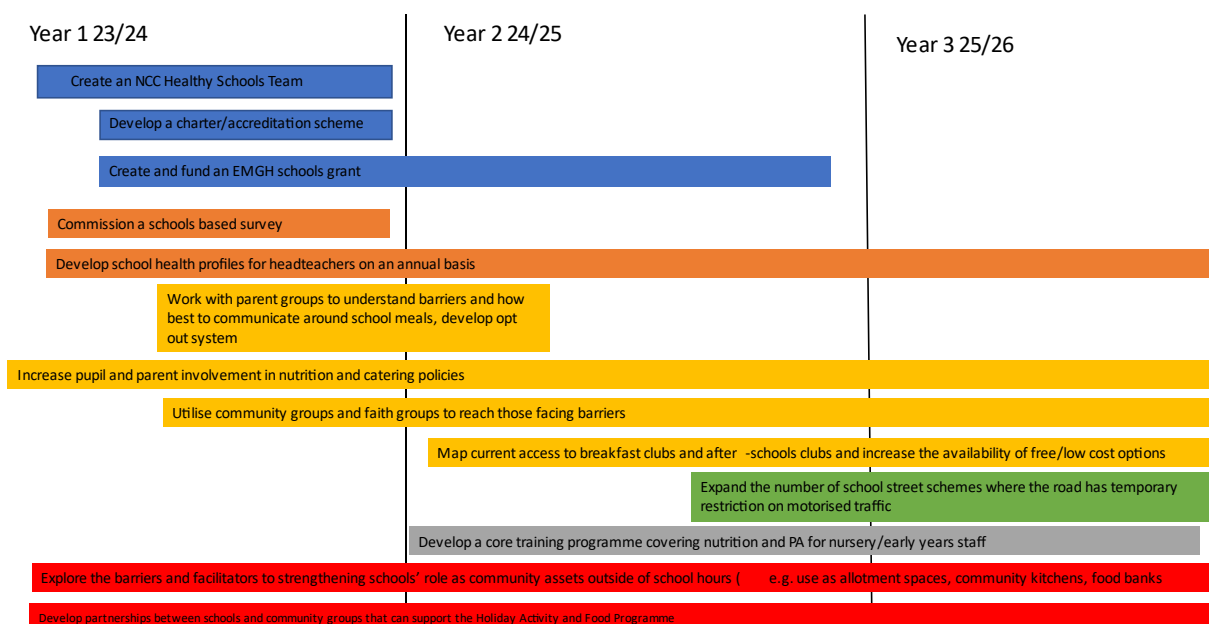 Year 1 23/24
Year 2 24/25
Year 3 25/26
Create an NCC Healthy Schools Team
Develop a charter/accreditation scheme
Create and fund an EMGH schools grant
Commission a schools based survey
Develop school health profiles for headteachers on an annual basis
Work with parent groups to understand barriers and how
best to communicate around school meals, develop opt
out system
Increase pupil and parent involvement in nutrition and catering policies
Utilise community groups and faith groups to reach those facing barriers
Map current access to breakfast clubs and after -schools clubs and increase the availability of free/low cost options
Expand the number of school street schemes where the road has temporary
restriction on motorised traffic
Develop a core training programme covering nutrition and PA for nursery/early years staff
Explore the barriers and facilitators to strengthening schools' role as community assets outside of school hours ( e.g. use as allotment spaces, community kitchens, food banks
Develop partnerships between schools and community groups that can support the Holiday Activity and Food Programme